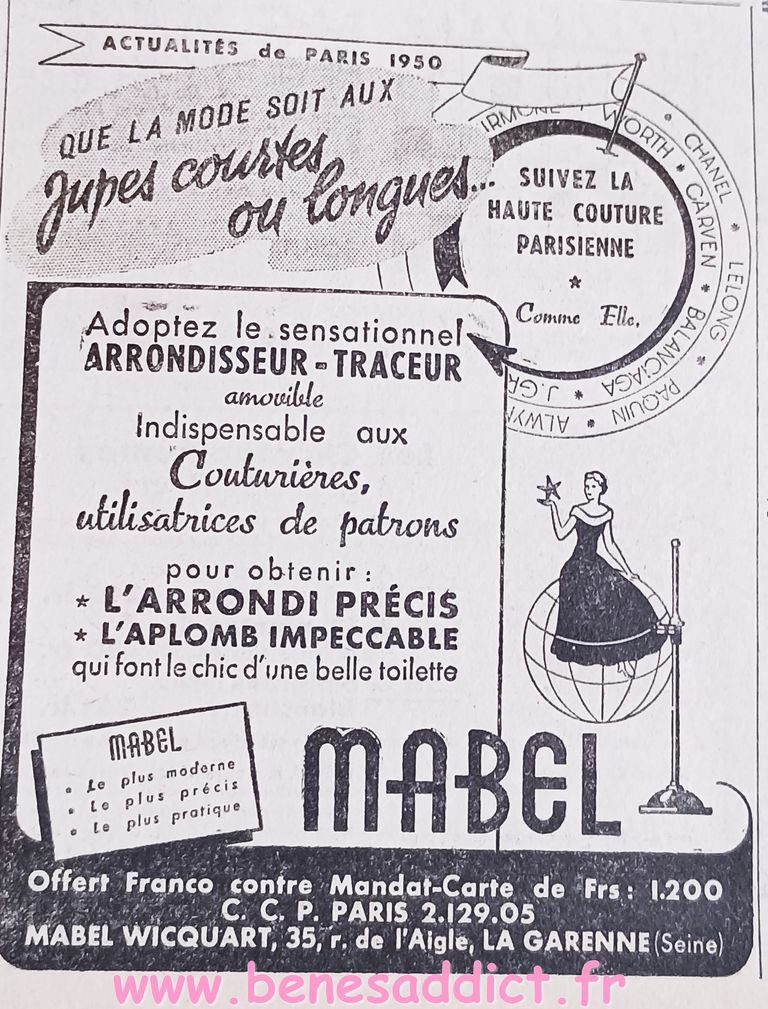 ACTUALITÉS de PARIS 1950
QUE LA MODE SOIT AUX
Jupes courtes
ou longues...
WORTH * CARVEN * BALANCIAGA * J.GR
* CHANEL * LELONG * PAQUIN * ALWYN
SUIVEZ LA
HAUTE COUTURE
PARISIENNE
*
Comme Elle,
Adoptez le sensationnel
ARRONDISSEUR-TRACEUR
amovible
Indispensable aux
Couturières,
utilisatrices de patrons
pour obtenir :
* L'ARRONDI PRÉCIS
* L'APLOMB IMPECCABLE
qui font le chic d'une belle toilette
MABEL
• Le plus moderne
• Le plus précis
• Le plus pratique
MABEL
Offert Franco contre Mandat-Carte de Frs : 1.200
C. C. P. PARIS 2.129.05
MABEL WICQUART, 35, r. de l'Aigle, LA GARENNE (Seine)
www.benesaddict.fr